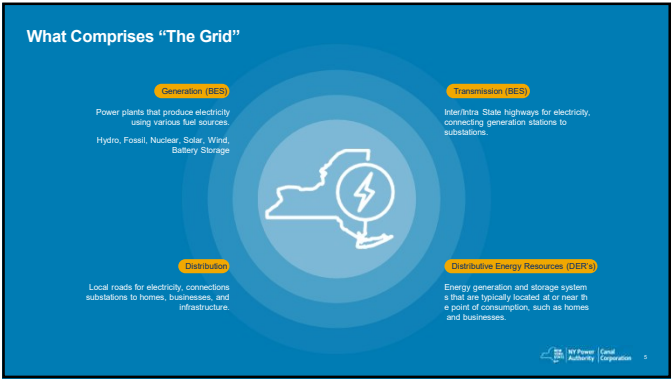 What Comprises “The Grid”
Generation (BES)
Power plants that produce electricity
using various fuel sources.
Hydro, Fossil, Nuclear, Solar, Wind,
Battery Storage
Transmission (BES)
Inter/Intra State highways for electricity,
connecting generation stations to
substations.
Distribution
Local roads for electricity, connections
substations to homes, businesses, and
infrastructure.
Distributive Energy Resources (DER's)
Energy generation and storage system
s that are typically located at or near th
e point of consumption, such as homes
and businesses.
NEW YORK STATE
NY Power Authority
Canal Corporation
5